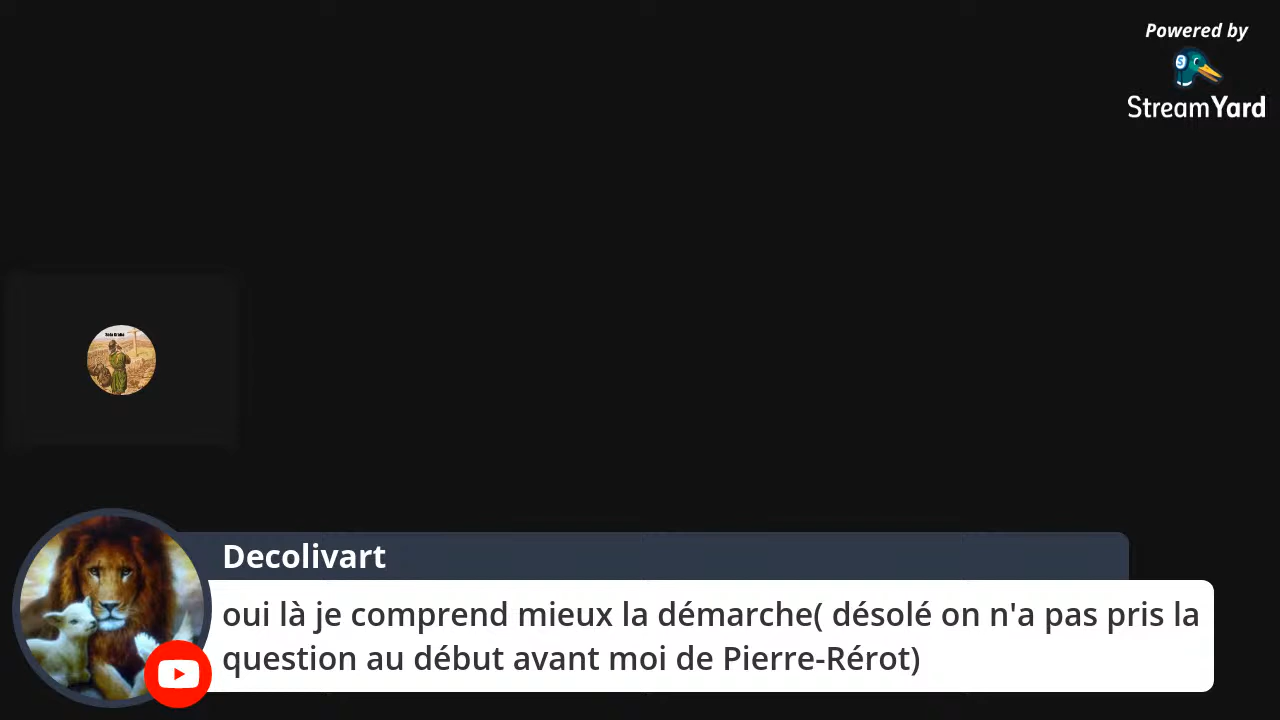 Powered by
StreamYard
Decolivart
oui là je comprend mieux la démarche( désolé on n'a pas pris la
question au début avant moi de Pierre-Rérot)